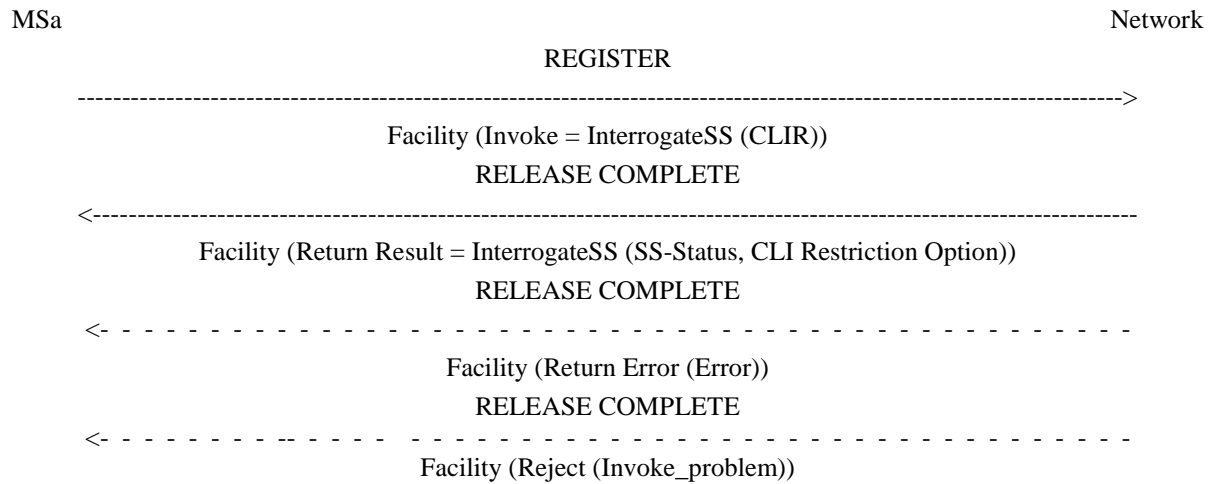 MSa Network
REGISTER
------------------------------------------------------------------------------------------------------------------------>
Facility (Invoke = InterrogateSS (CLIR))
RELEASE COMPLETE
<------------------------------------------------------------------------------------------------------------------------
Facility (Return Result = InterrogateSS (SS-Status, CLI Restriction Option))
RELEASE COMPLETE
<- - - - - - - - - - - - - - - - - - - - - - - - - - - - - - - - - - - -
Facility (Return Error (Error))
RELEASE COMPLETE
<- - - - - - - -- - - - - - - - - - - - - - - - - - - - - - - - - - - - -
Facility (Reject (Invoke_problem))